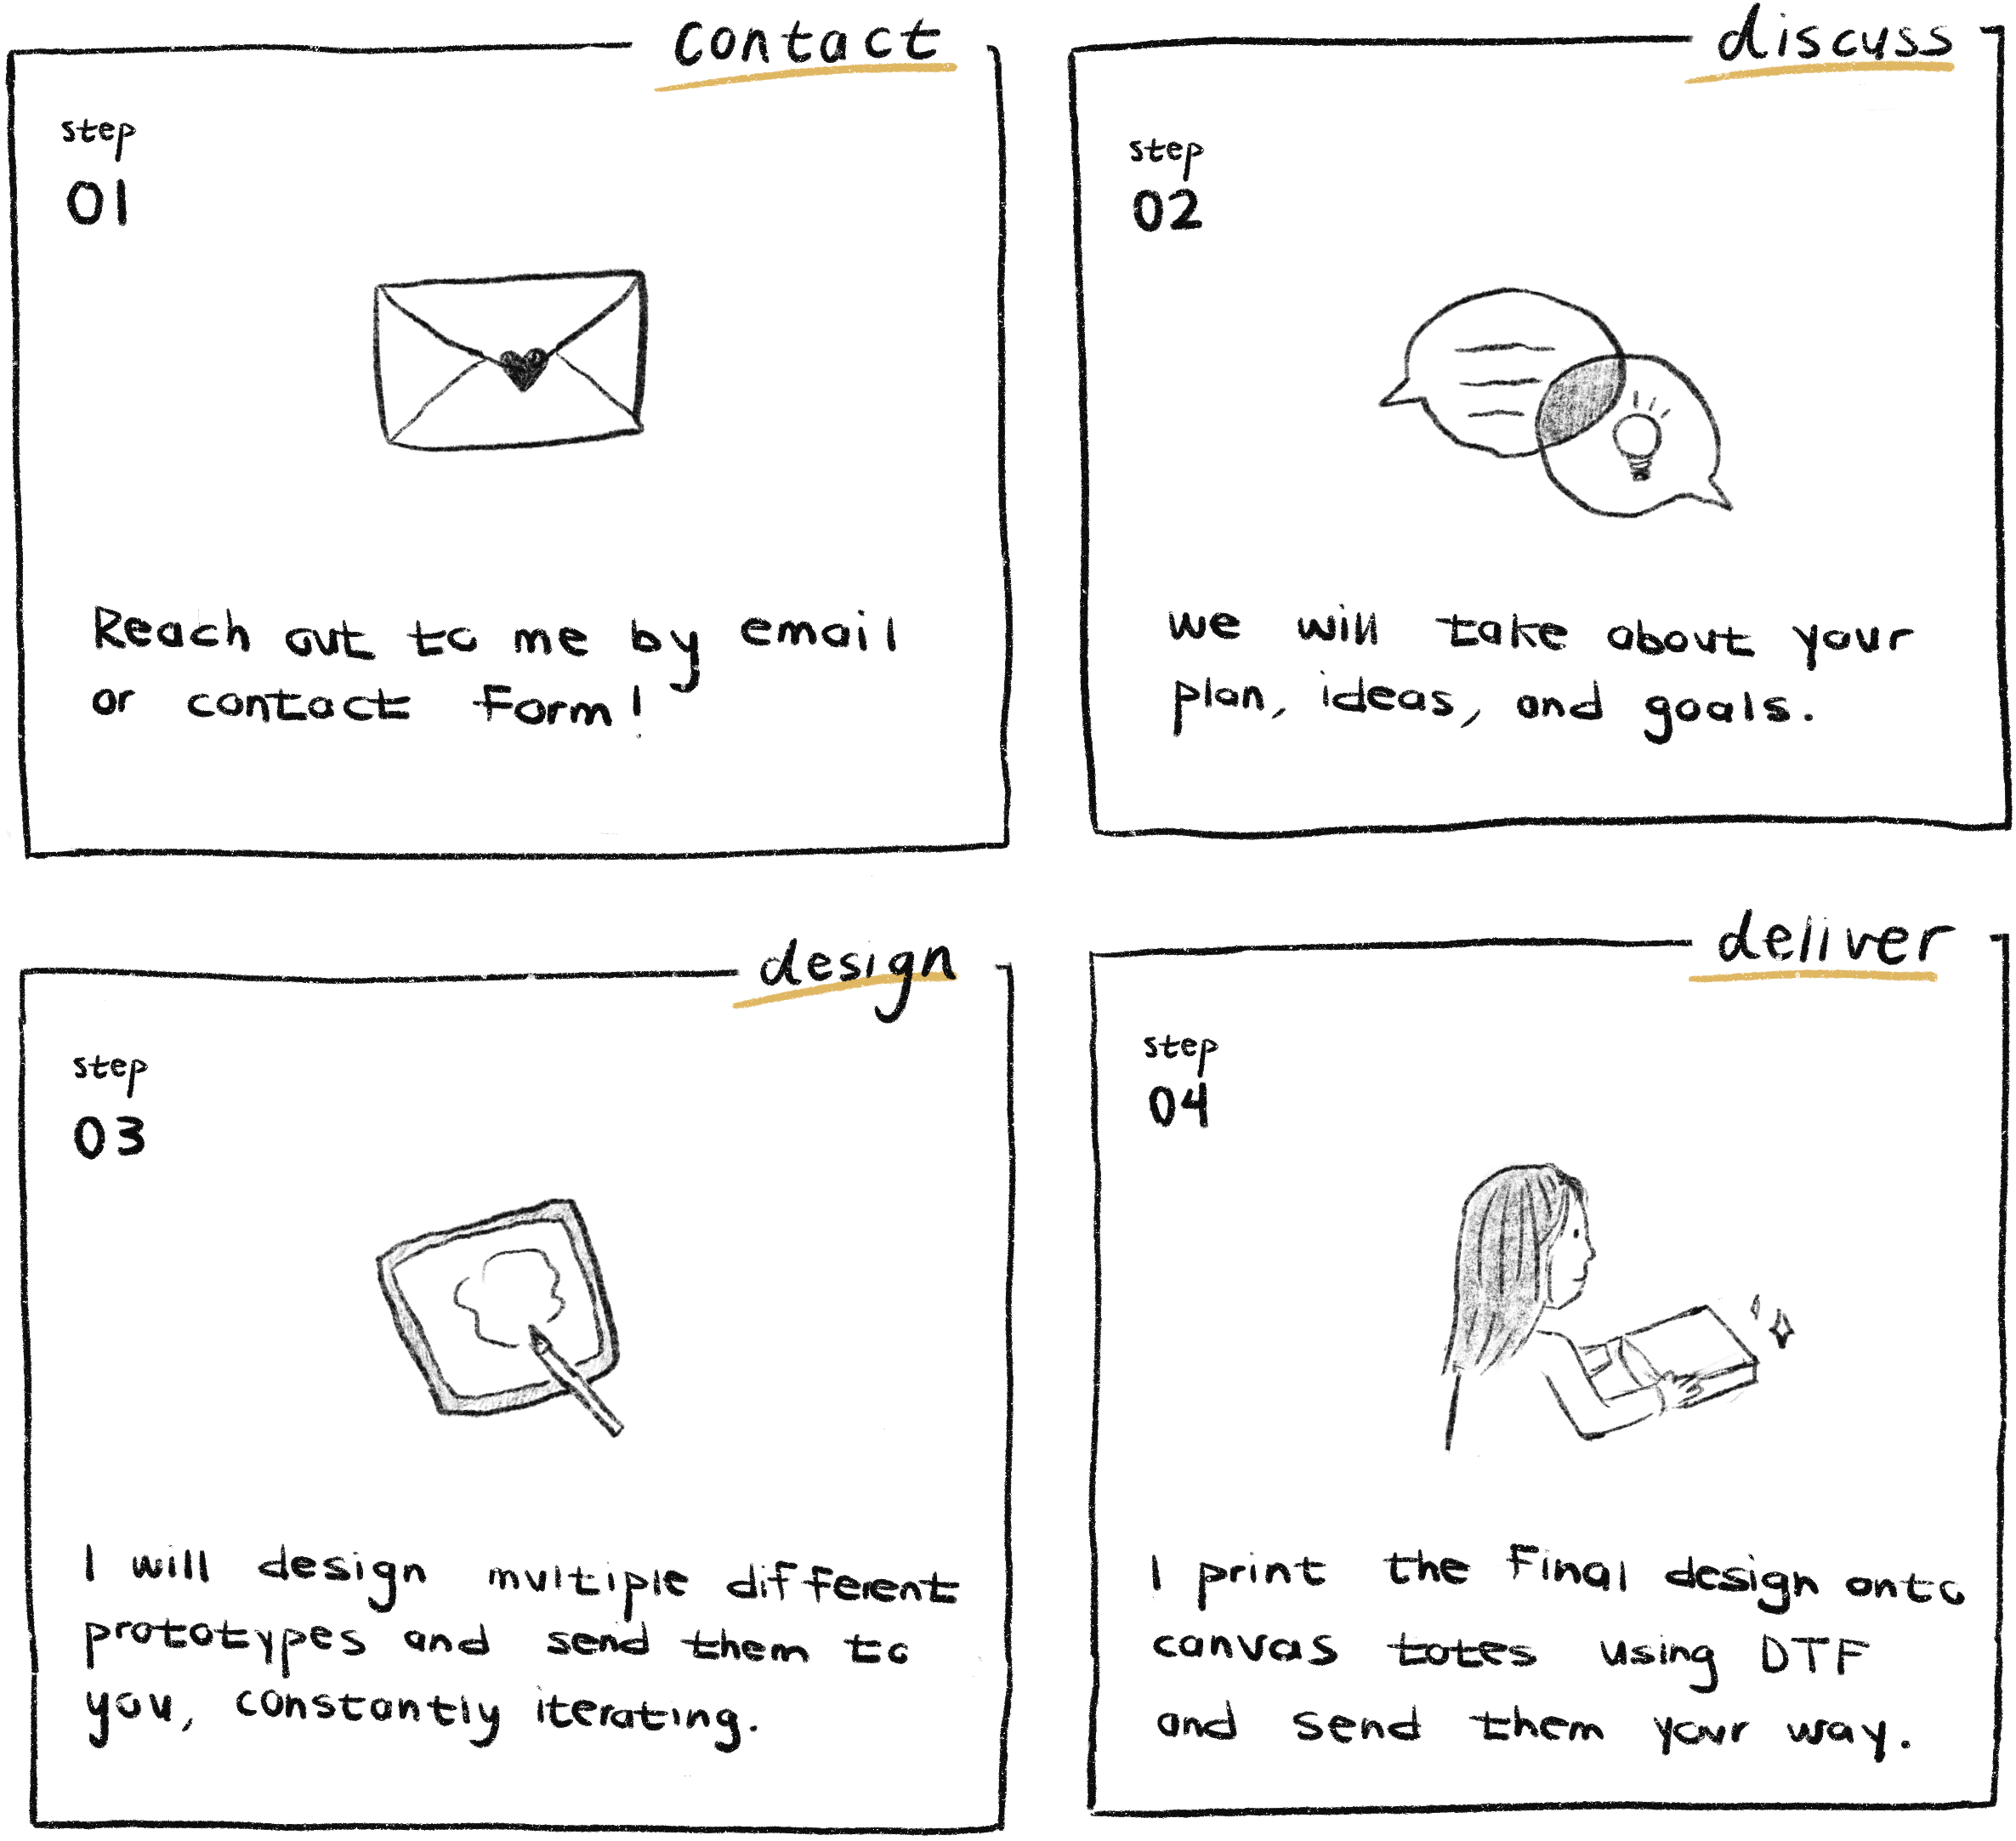 contact
step
01
Reach out to me by email
or contact form!
discuss
step
02
we will take about your
plan, ideas, and goals.
design
step
03
I will design multiple different
prototypes and send them to
you, constantly iterating.
deliver
step
04
I print the final design onto
canvas totes using DTF
and send them your way.